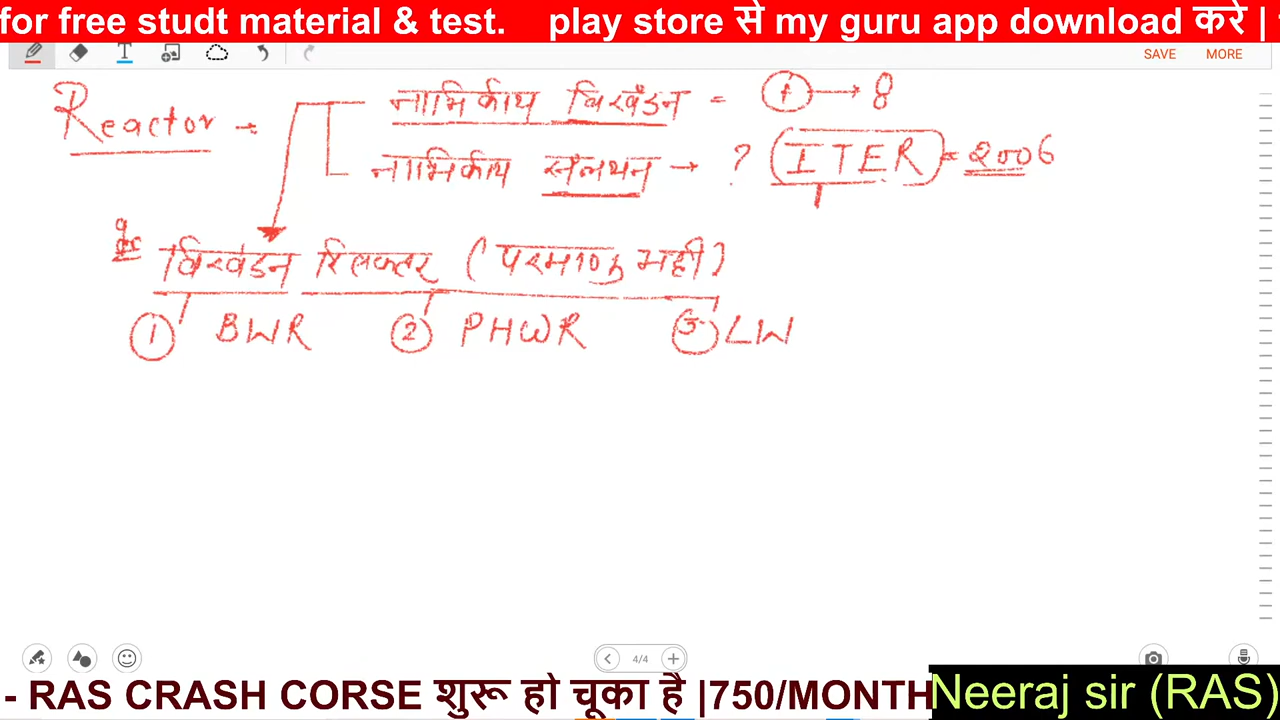 for free studt material & test. play store से my guru app download करे |
SAVE MORE
Reactor → नाभिकीय विखंडन = 1 → 8
नाभिकीय संलयन → ? (ITER) = 2006
विखंडन रिएक्टर (परमाणु भट्टी)
① BWR ② PHWR ③ LW
4/4
- RAS CRASH CORSE शुरू हो चूका है |750/MONTH
Neeraj sir (RAS)